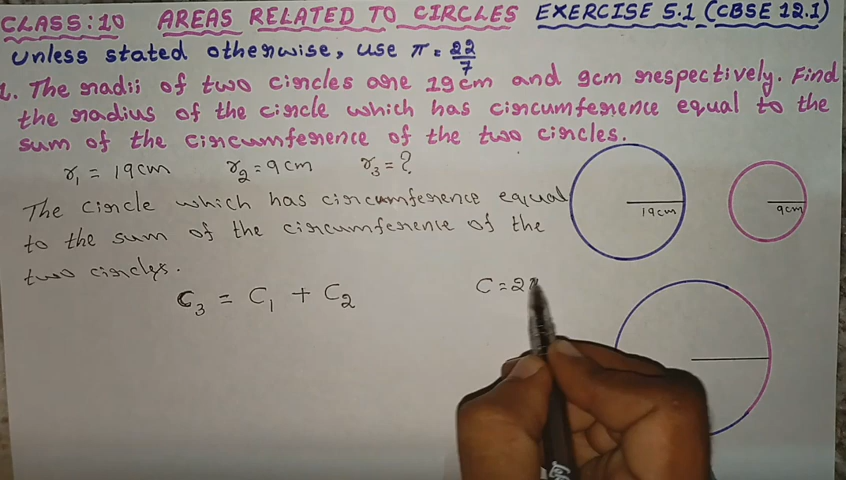 CLASS:10 AREAS RELATED TO CIRCLES EXERCISE 5.1 (CBSE 12.1)
Unless stated otherwise, use π = 22/7
1. The radii of two circles are 19cm and 9cm respectively. Find
the radius of the circle which has circumference equal to the
sum of the circumference of the two circles.
r₁ = 19cm r₂ = 9cm r₃ = ?
The circle which has circumference equal
to the sum of the circumference of the
two circles.
19cm
9cm
C₃ = C₁ + C₂
C = 2π